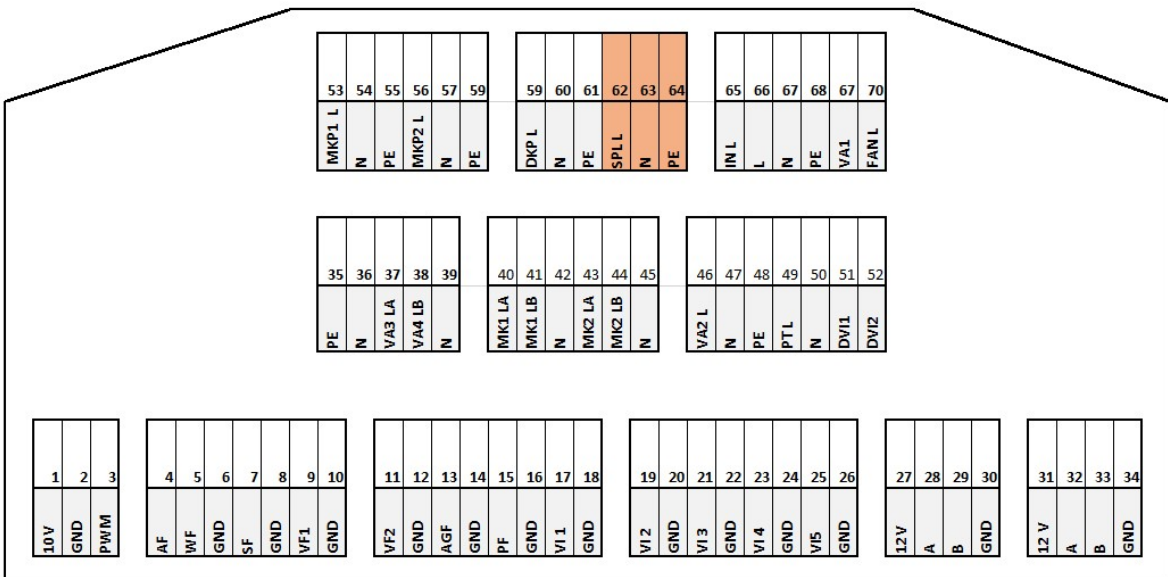 53 54 55 56 57 59 59 60 61 62 63 64 65 66 67 68 67 70
MKP1 L N PE MKP2 L N PE DKP L N PE SPL L N PE IN L L N PE VA1 FAN L
35 36 37 38 39 40 41 42 43 44 45 46 47 48 49 50 51 52
PE N VA3 LA VA4 LB N MK1 LA MK1 LB N MK2 LA MK2 LB N VA2 L N PE PT L N DVI1 DVI2
1 2 3 4 5 6 7 8 9 10 11 12 13 14 15 16 17 18 19 20 21 22 23 24 25 26 27 28 29 30 31 32 33 34
10V GND PWM AF WF GND SF GND VF1 GND VF2 GND AGF GND PF GND VI 1 GND VI 2 GND VI 3 GND VI 4 GND VI5 GND 12V A B GND 12 V A B GND